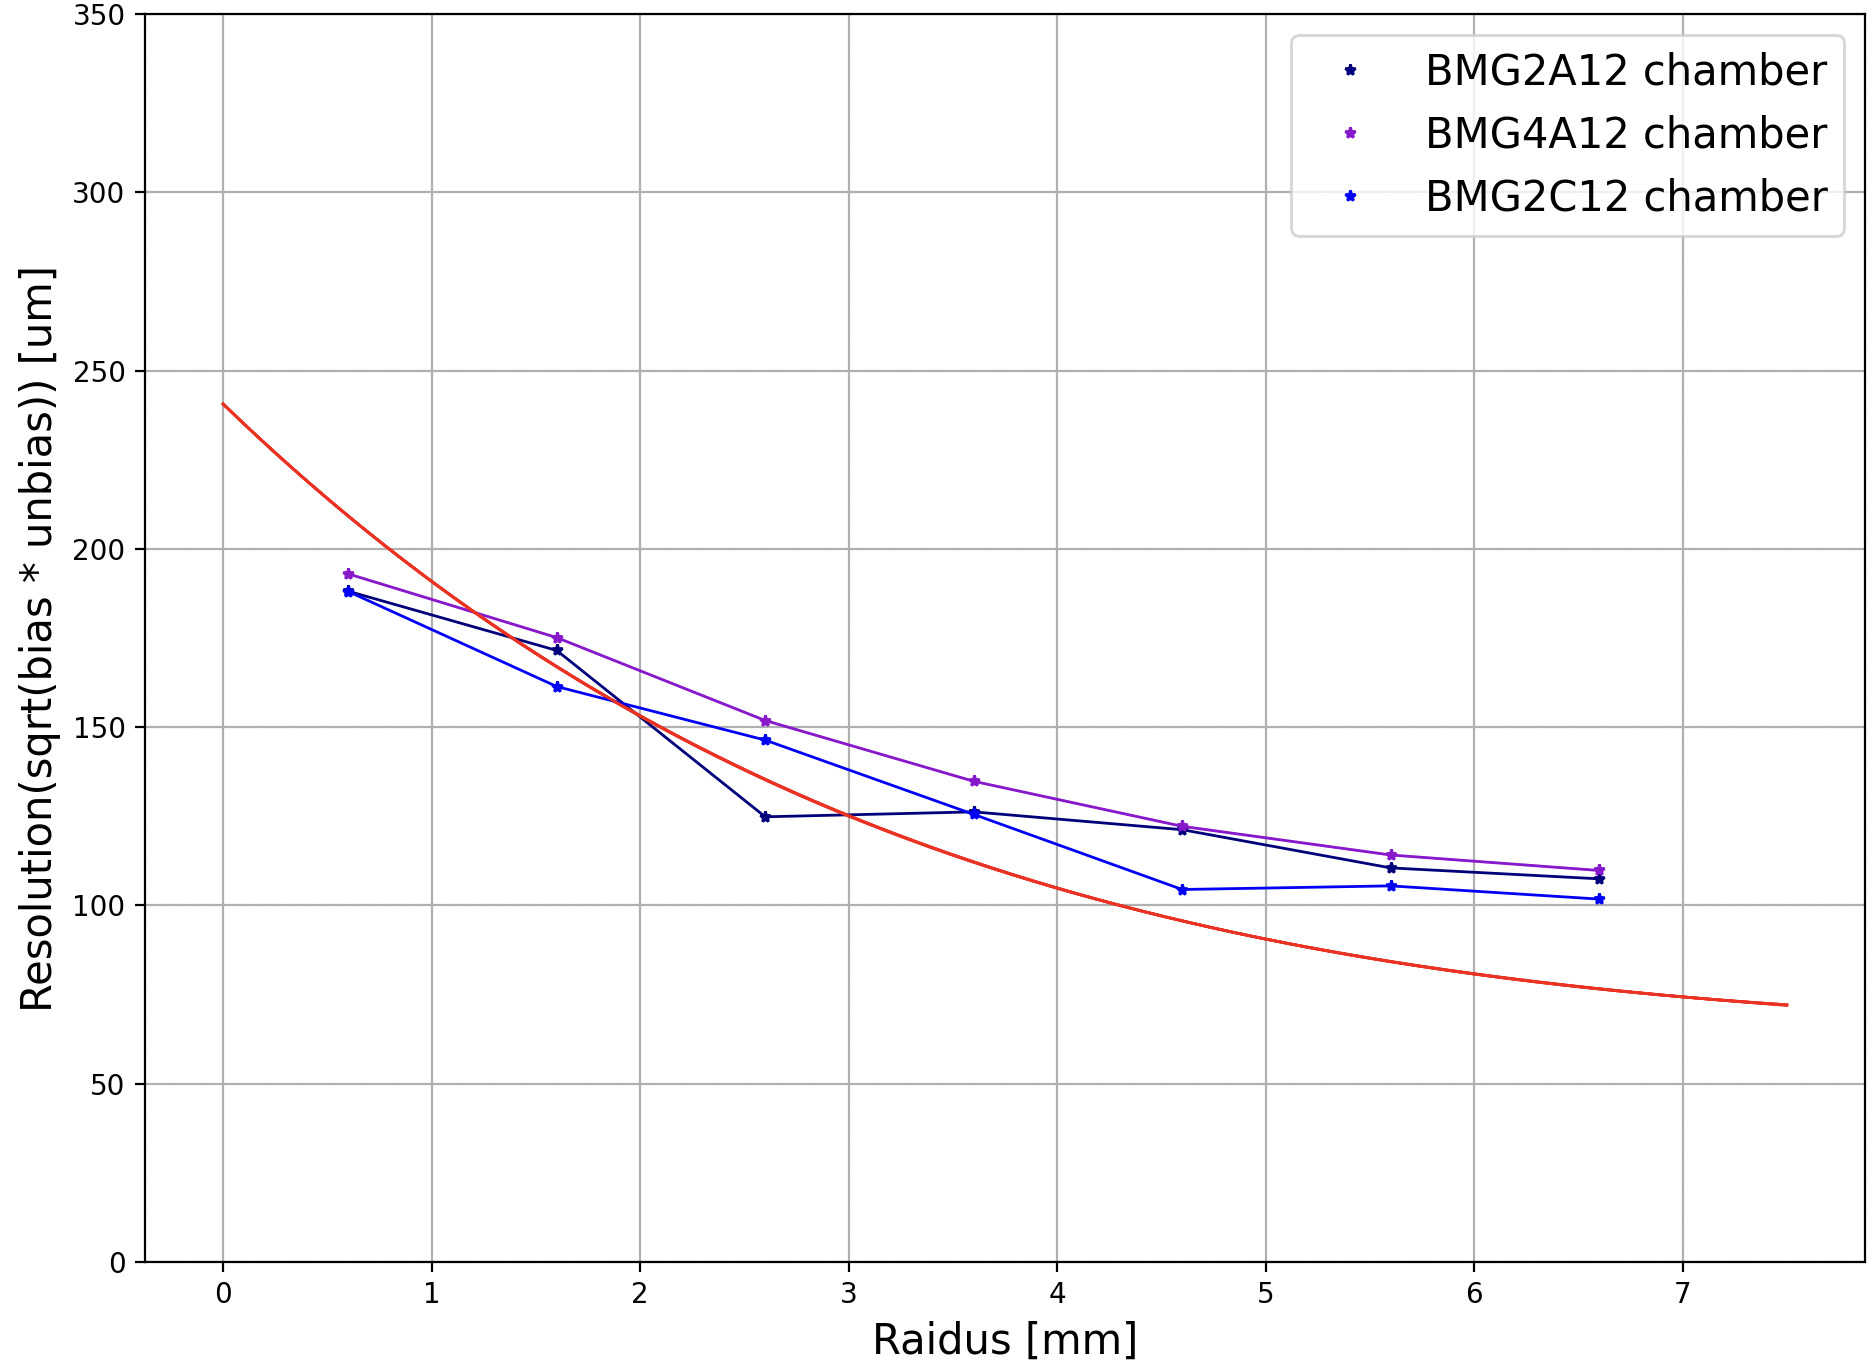 350
300
250
200
150
100
50
0
0 1 2 3 4 5 6 7
Resolution(sqrt(bias * unbias)) [um]
Raidus [mm]
BMG2A12 chamber
BMG4A12 chamber
BMG2C12 chamber